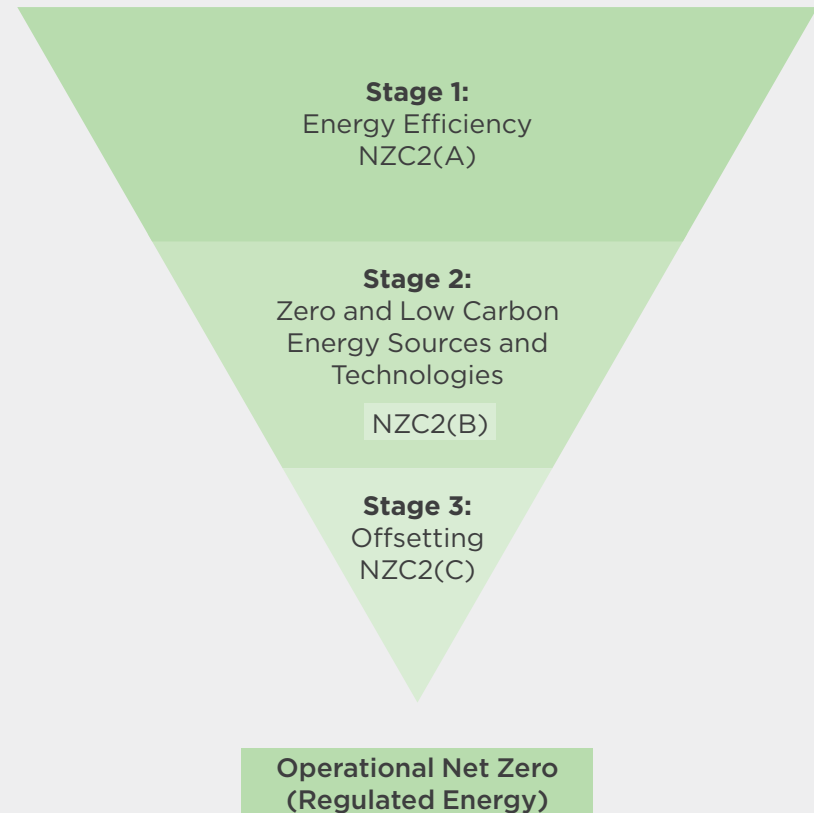 Stage 1:
Energy Efficiency
NZC2(A)
Stage 2:
Zero and Low Carbon
Energy Sources and
Technologies
NZC2(B)
Stage 3:
Offsetting
NZC2(C)
Operational Net Zero
(Regulated Energy)